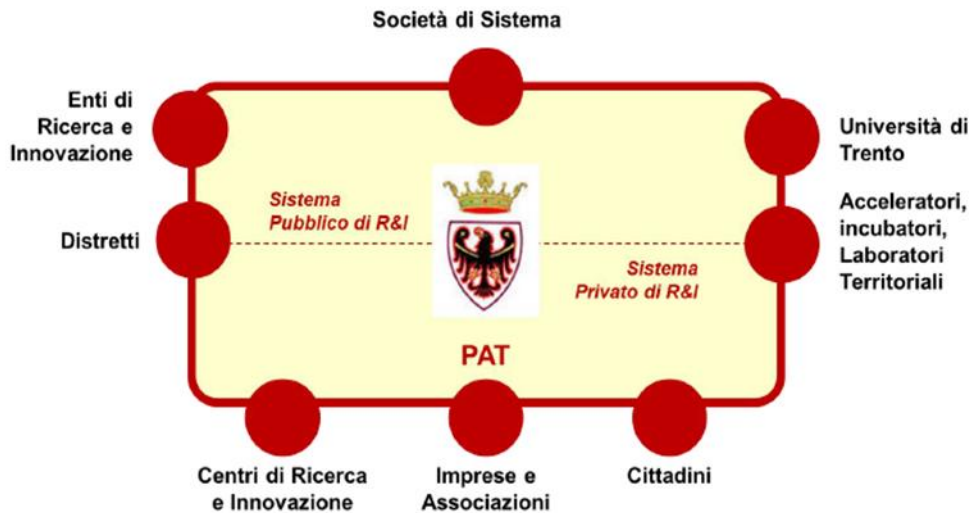 Società di Sistema
Enti di
Ricerca e
Innovazione
Università di
Trento
Sistema
Pubblico di R&I
Distretti
Acceleratori,
incubatori,
Laboratori
Territoriali
Sistema
Privato di R&I
PAT
Centri di Ricerca
e Innovazione
Imprese e
Associazioni
Cittadini